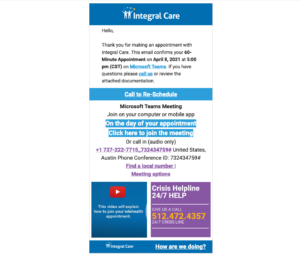 Integral Care
Hello,
Thank you for making an appointment with
Integral Care. This email confirms your 60-
Minute Appointment on April 8, 2021 at 5:00
pm (CST) on Microsoft Teams. If you have
questions please call us or review the
attached documentation.
Call to Re-Schedule
Microsoft Teams Meeting
Join on your computer or mobile app
On the day of your appointment
Click here to join the meeting
Or call in (audio only)
+1 737-222-7715,,732434759# United States,
Austin Phone Conference ID: 732434759#
Find a local number |
Meeting options
This video will explain
how to join your telehealth
appointment.
Crisis Helpline
24/7 HELP
GIVE US A CALL
512.472.4357
24/7 CRISIS LINE
Integral Care
How are we doing?